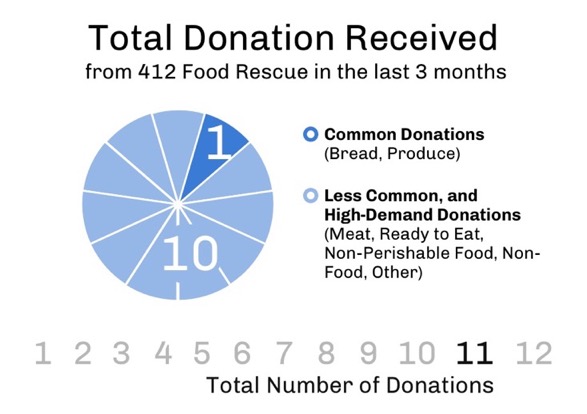 Total Donation Received
from 412 Food Rescue in the last 3 months
1
10
Common Donations
(Bread, Produce)
Less Common, and
High-Demand Donations
(Meat, Ready to Eat,
Non-Perishable Food, Non-
Food, Other)
1 2 3 4 5 6 7 8 9 10 11 12
Total Number of Donations